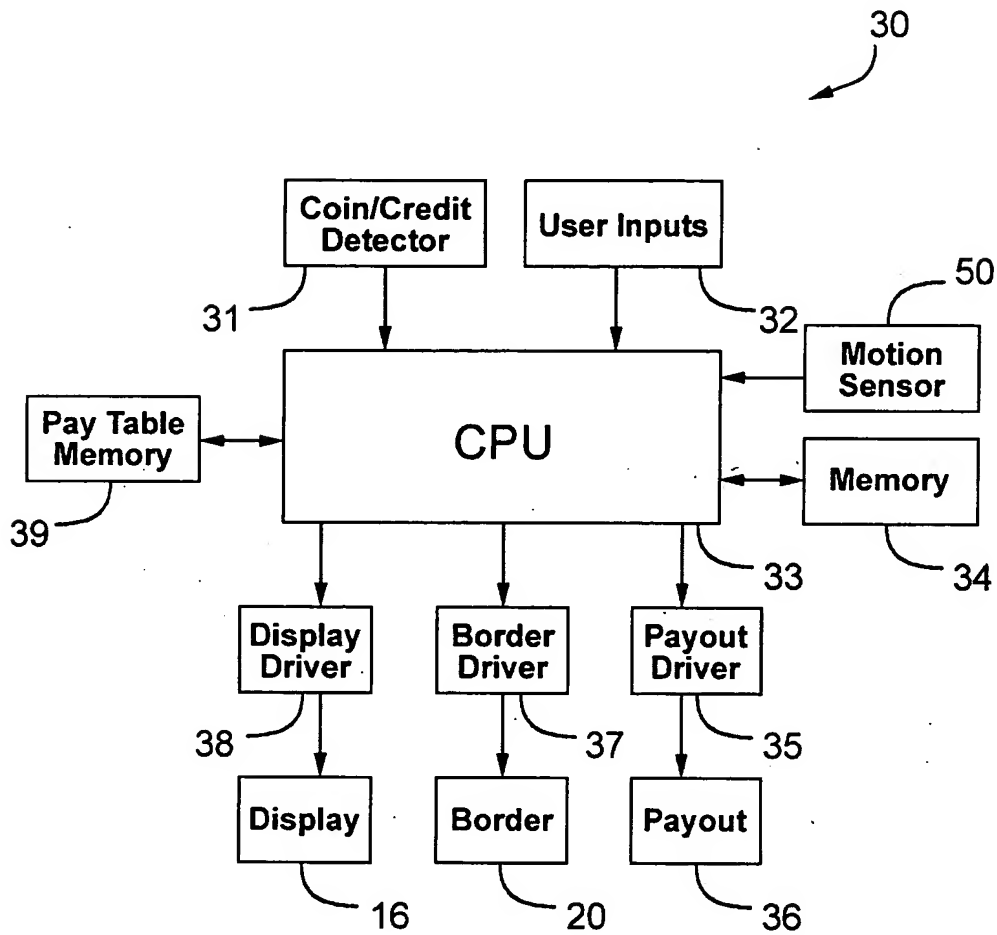 30
Coin/Credit
Detector
User Inputs
31
32
50
Motion
Sensor
Pay Table
Memory
CPU
Memory
39
33
34
Display
Driver
Border
Driver
Payout
Driver
38
37
35
Display
Border
Payout
16
20
36